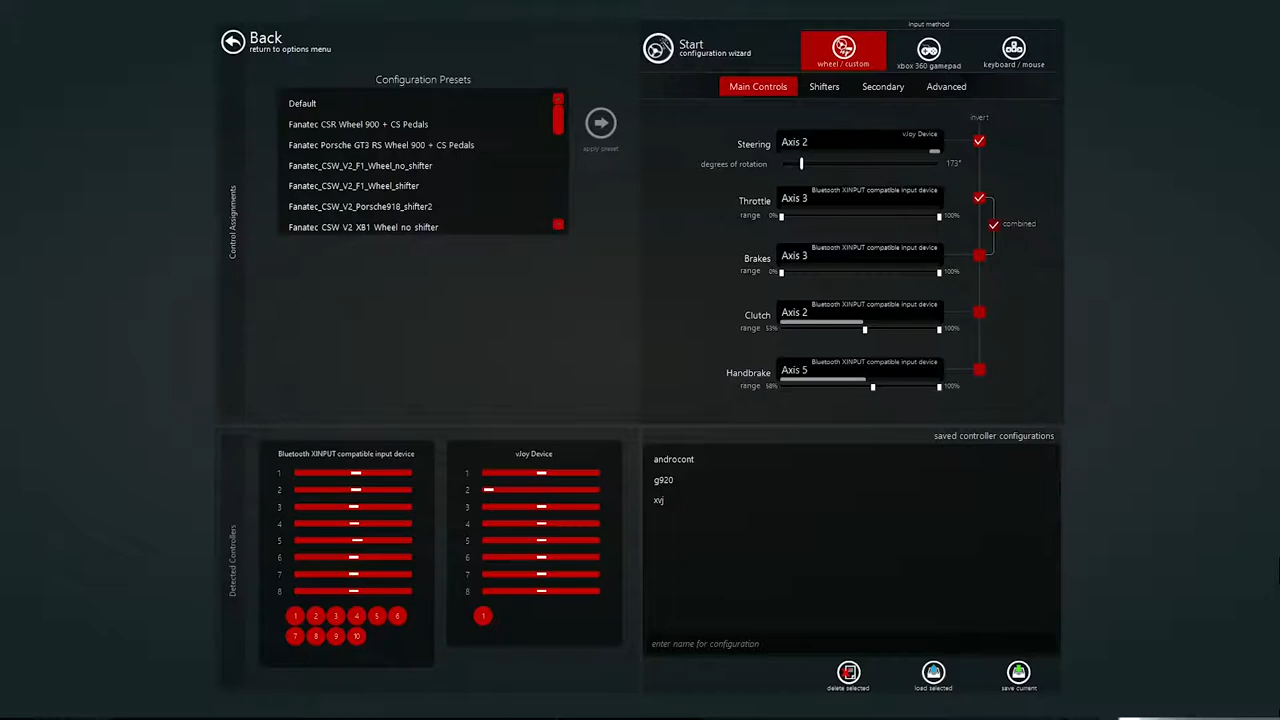 Back
return to options menu
Configuration Presets
Default
Fanatec CSR Wheel 900 + CS Pedals
Fanatec Porsche GT3 RS Wheel 900 + CS Pedals
Fanatec_CSW_V2_F1_Wheel_no_shifter
Fanatec_CSW_V2_F1_Wheel_shifter
Fanatec_CSW_V2_Porsche918_shifter2
Fanatec CSW V2 XB1 Wheel no shifter
apply preset
Control Assignments
Start
configuration wizard
Input method
wheel / custom
xbox 360 gamepad
keyboard / mouse
Main Controls
Shifters
Secondary
Advanced
invert
Steering
Axis 2
vJoy Device
degrees of rotation
173°
Throttle
Axis 3
Bluetooth XINPUT compatible input device
range 0%
100%
combined
Brakes
Axis 3
Bluetooth XINPUT compatible input device
range 0%
100%
Clutch
Axis 2
Bluetooth XINPUT compatible input device
range 53%
100%
Handbrake
Axis 5
Bluetooth XINPUT compatible input device
range 58%
100%
Detected Controllers
Bluetooth XINPUT compatible input device
1
2
3
4
5
6
7
8
1 2 3 4 5 6
7 8 9 10
vJoy Device
1
2
3
4
5
6
7
8
1
saved controller configurations
androcont
g920
xvj
enter name for configuration
delete selected
load selected
save current